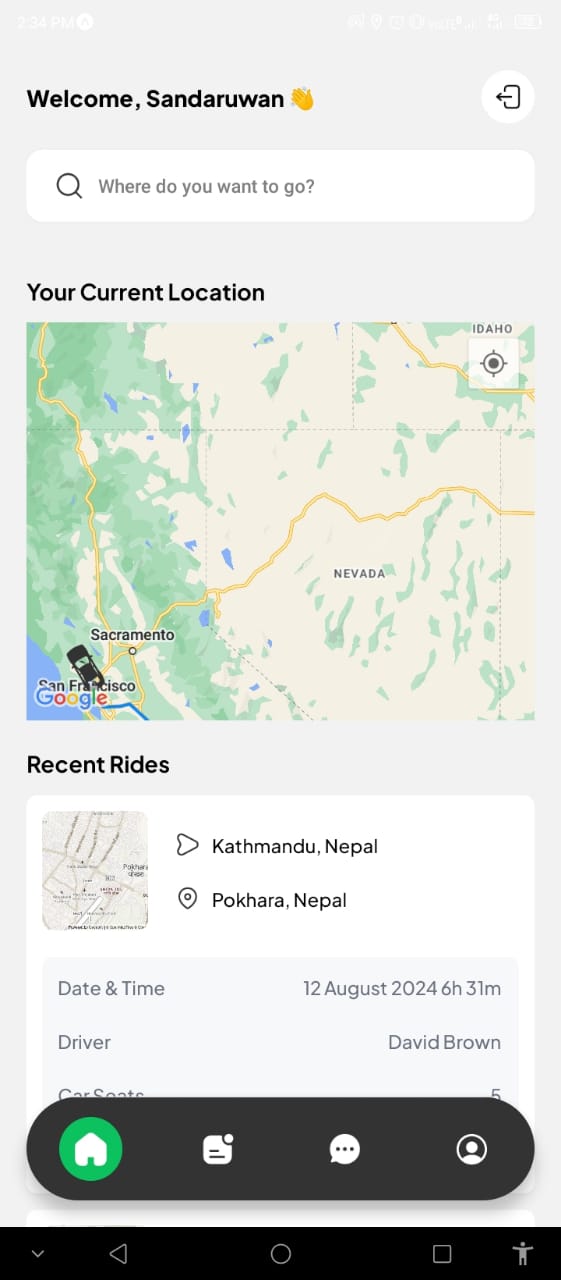 2:34 PM
Welcome, Sandaruwan 👋
Where do you want to go?
Your Current Location
IDAHO
NEVADA
Sacramento
San Francisco
Google
Recent Rides
Kathmandu, Nepal
Pokhara
Pokhara, Nepal
Date & Time 12 August 2024 6h 31m
Driver David Brown
Car Seats 5